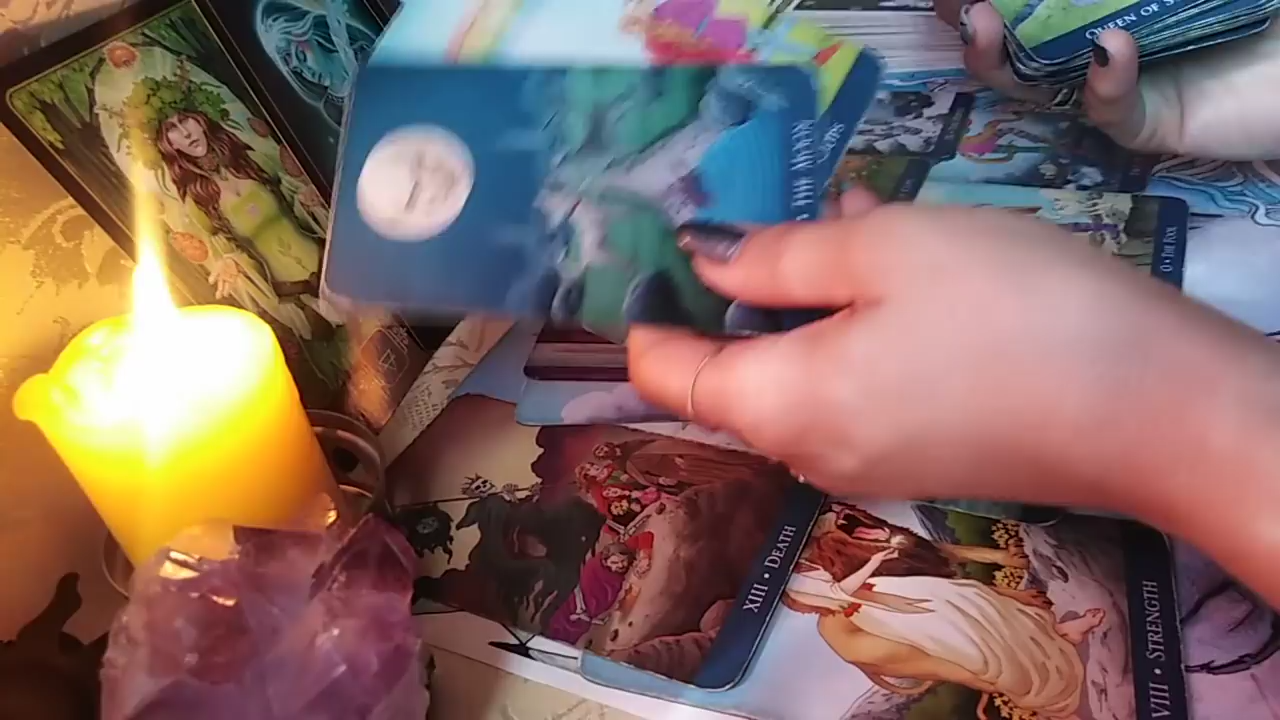 QUEEN OF
THE MOON
0 • THE FOOL
XIII • DEATH
VIII • STRENGTH